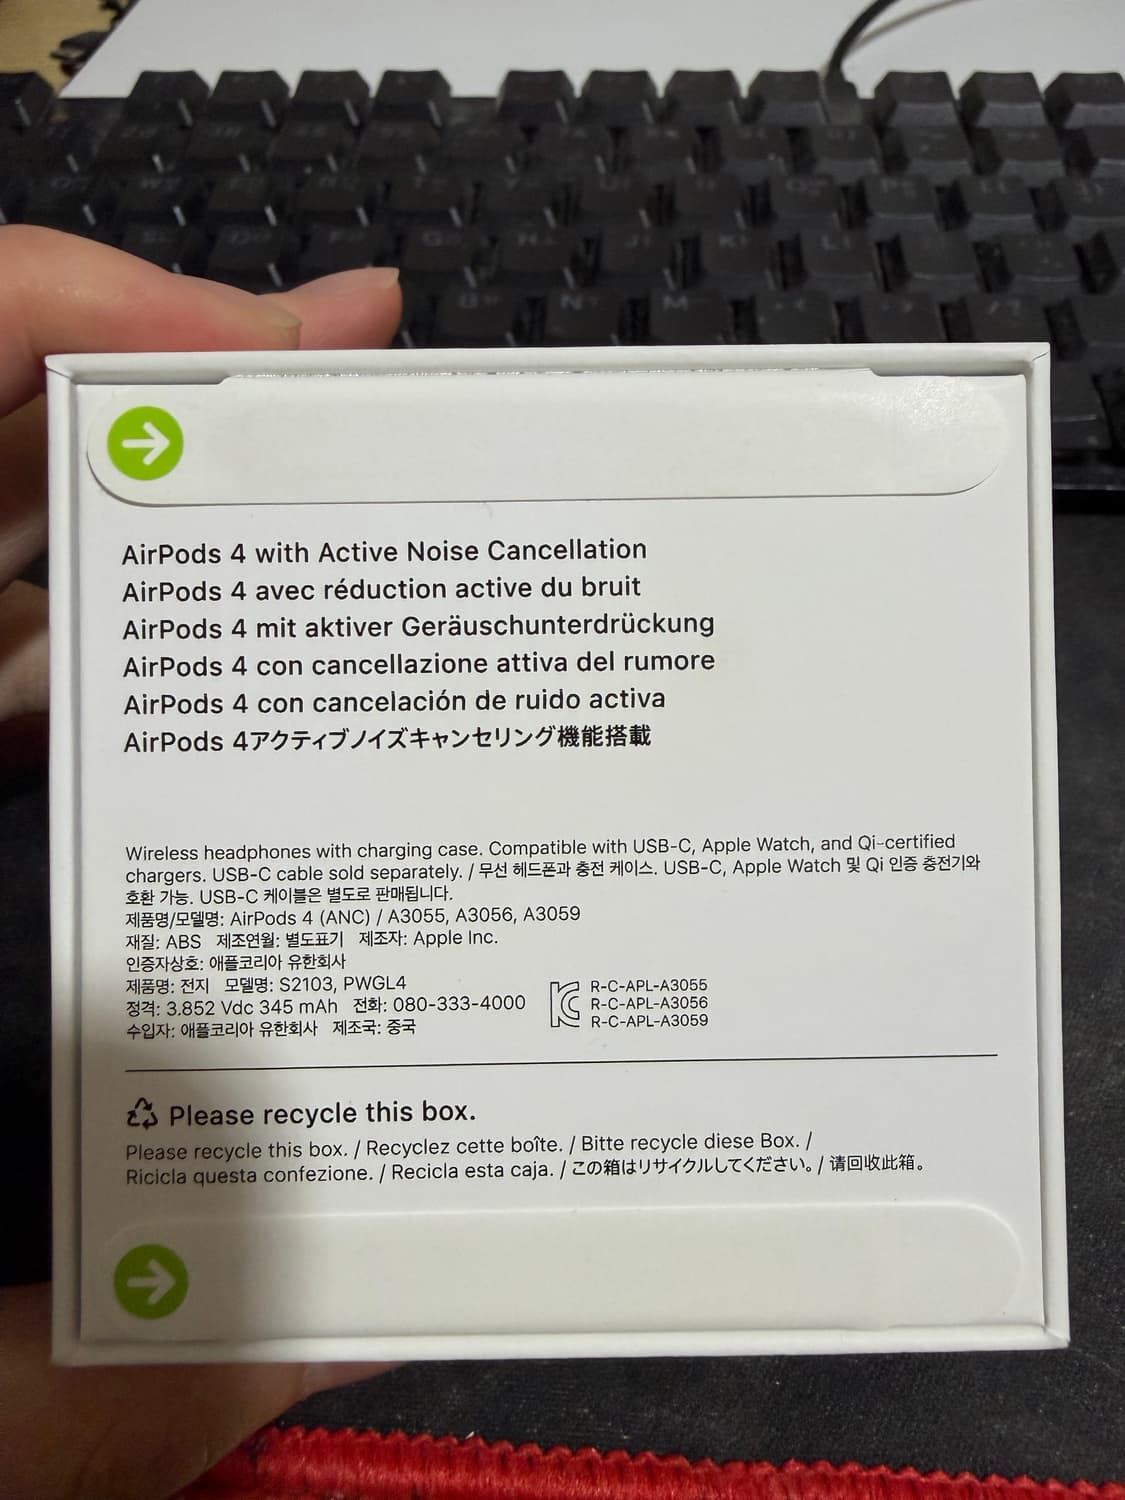 AirPods 4 with Active Noise Cancellation
AirPods 4 avec réduction active du bruit
AirPods 4 mit aktiver Geräuschunterdrückung
AirPods 4 con cancellazione attiva del rumore
AirPods 4 con cancelación de ruido activa
AirPods 4アクティブノイズキャンセリング機能搭載
Wireless headphones with charging case. Compatible with USB-C, Apple Watch, and Qi-certified
chargers. USB-C cable sold separately. / 무선 헤드폰과 충전 케이스. USB-C, Apple Watch 및 Qi 인증 충전기와
호환 가능. USB-C 케이블은 별도로 판매됩니다.
제품명/모델명: AirPods 4 (ANC) / A3055, A3056, A3059
재질: ABS 제조연월: 별도표기 제조자: Apple Inc.
인증자상호: 애플코리아 유한회사
제품명: 전지 모델명: S2103, PWGL4
정격: 3.852 Vdc 345 mAh 전화: 080-333-4000
수입자: 애플코리아 유한회사 제조국: 중국
R-C-APL-A3055
R-C-APL-A3056
R-C-APL-A3059
Please recycle this box.
Please recycle this box. / Recyclez cette boîte. / Bitte recycle diese Box. /
Ricicla questa confezione. / Recicla esta caja. / この箱はリサイクルしてください。/ 请回收此箱。